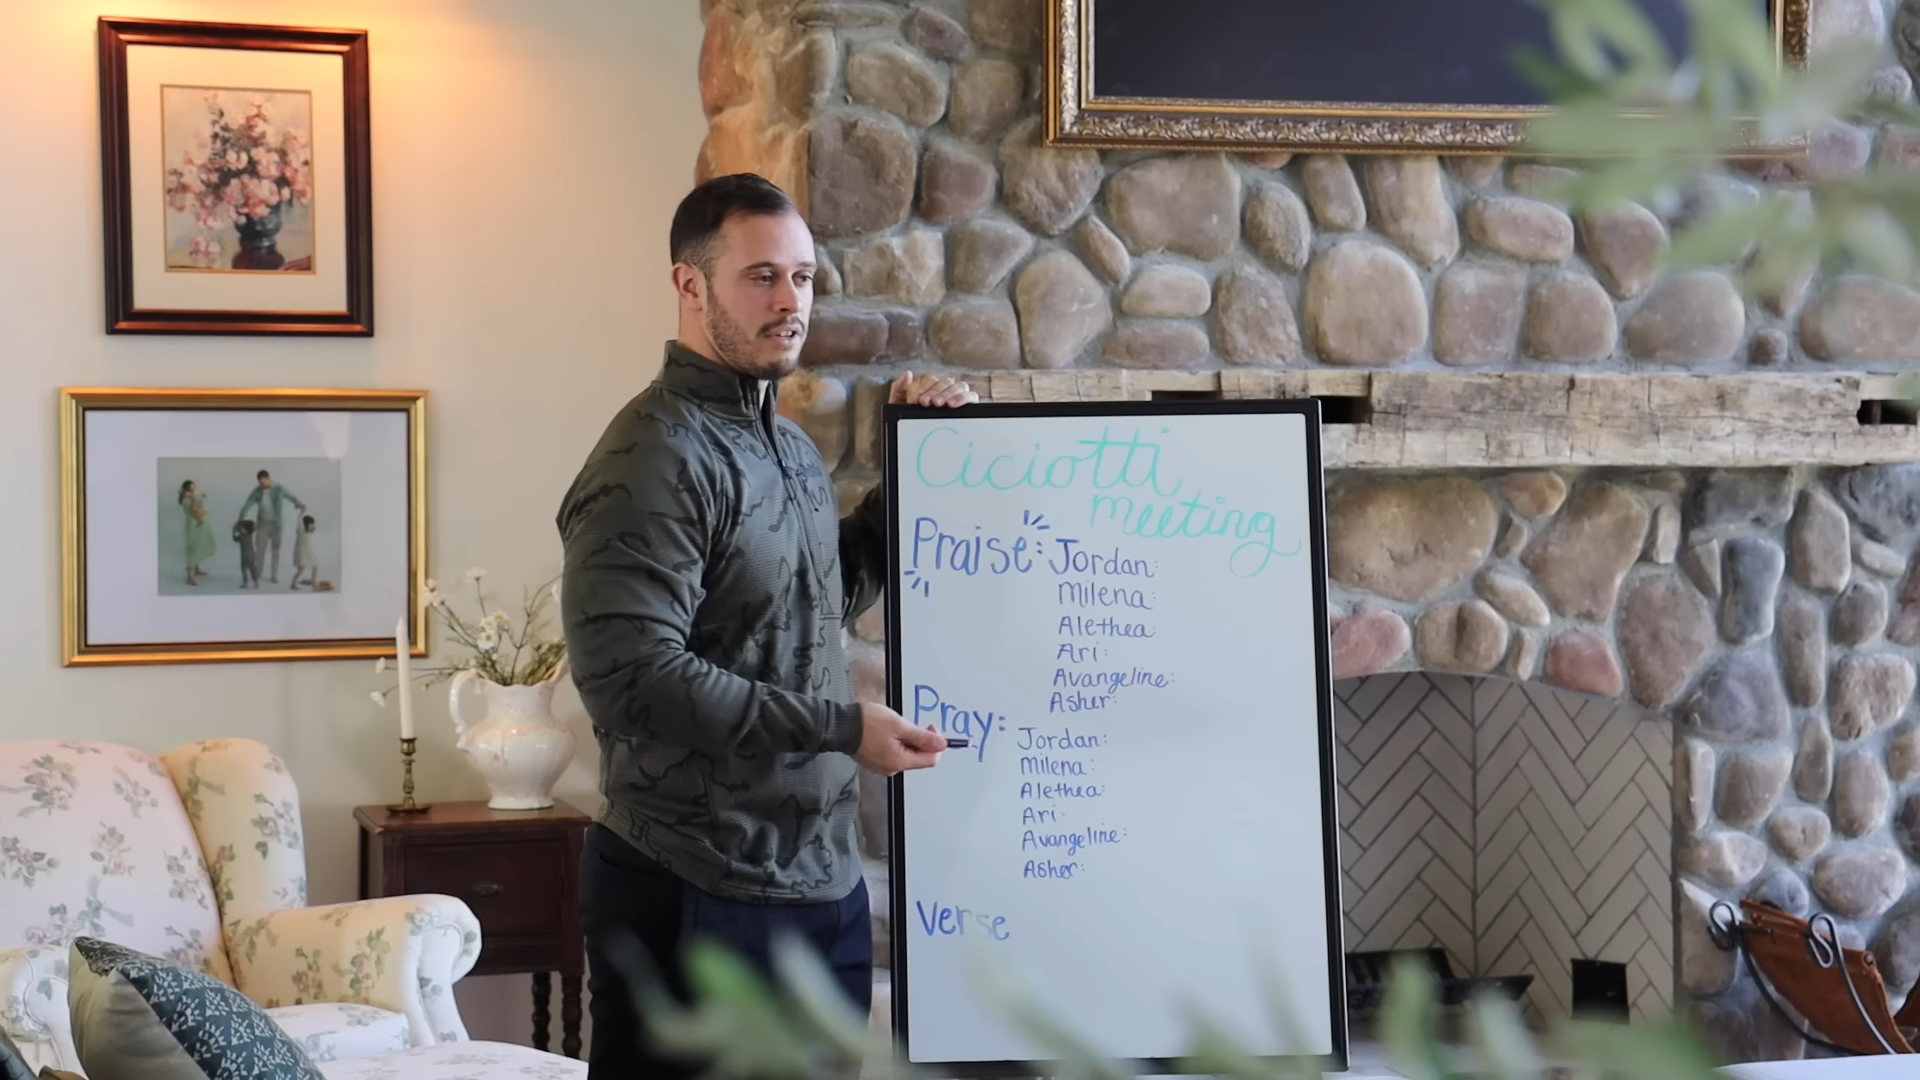 Ciciotti
meeting
Praise: Jordan:
Milena:
Alethea:
Ari:
Avangeline:
Asher:
Pray: Jordan:
Milena:
Alethea:
Ari:
Avangeline:
Asher:
Verse